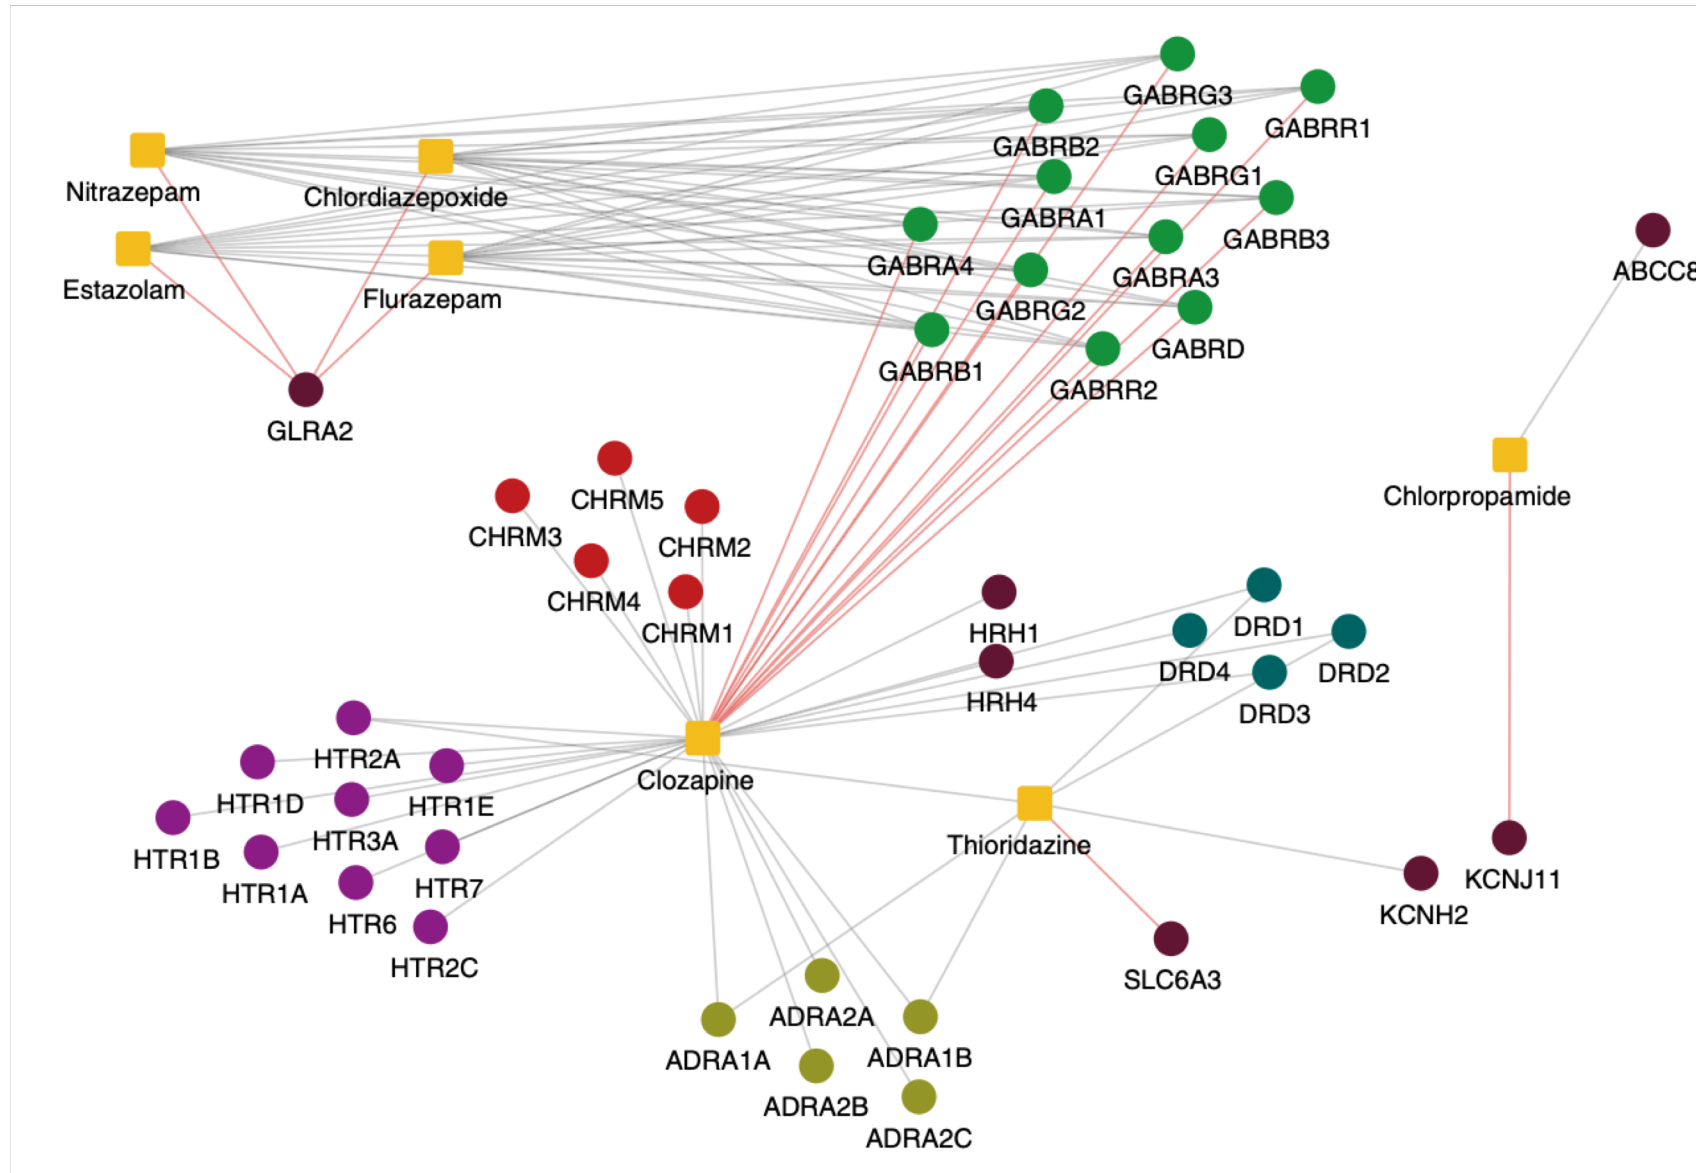 GABRG3
GABRR1
GABRB2
GABRG1
Nitrazepam
Chlordiazepoxide
GABRA1
GABRB3
GABRA4
GABRA3
ABCC8
Estazolam
Flurazepam
GABRG2
GABRD
GABRB1
GABRR2
GLRA2
CHRM5
Chlorpropamide
CHRM3
CHRM2
CHRM4
CHRM1
HRH1
DRD1
DRD4
DRD2
HRH4
DRD3
HTR2A
Clozapine
HTR1D
HTR1E
HTR3A
Thioridazine
HTR1B
HTR1A
HTR7
KCNJ11
HTR6
KCNH2
HTR2C
SLC6A3
ADRA2A
ADRA1A
ADRA1B
ADRA2B
ADRA2C